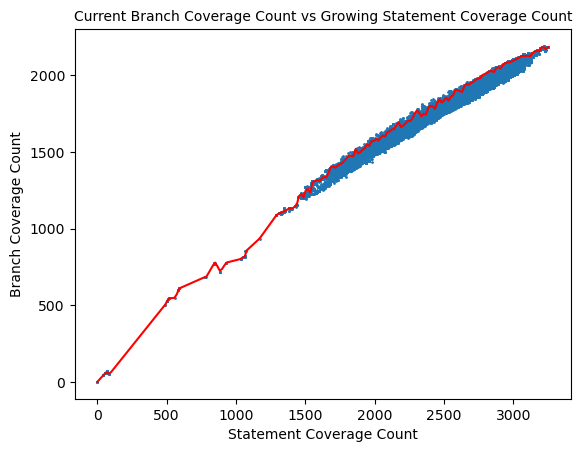 Current Branch Coverage Count vs Growing Statement Coverage Count
2000
1500
1000
500
0
Branch Coverage Count
0 500 1000 1500 2000 2500 3000
Statement Coverage Count